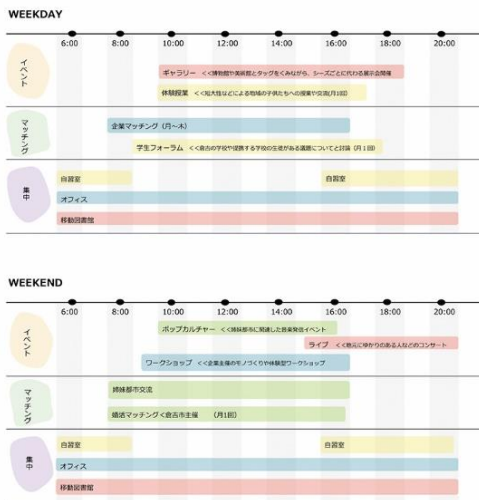 WEEKDAY
6:00 8:00 10:00 12:00 14:00 16:00 18:00 20:00
イベント
ギャラリー <<博物館や美術館とタッグをくみながら、シーズごとに代わる展示会開催
体験授業 <<短大生などによる地域の子供たちへの授業や交流(月1回)
マッチング
企業マッチング(月〜木)
学生フォーラム <<倉吉の学校や提携する学校の生徒がある議題についてと討論(月1回)
集中
自習室
自習室
オフィス
移動図書館
WEEKEND
6:00 8:00 10:00 12:00 14:00 16:00 18:00 20:00
イベント
ポップカルチャー <<姉妹都市に関連した音楽発信イベント
ライブ <<地元にゆかりのある人などのコンサート
ワークショップ <<企業主催のモノづくりや体験型ワークショップ
マッチング
姉妹都市交流
婚活マッチング<倉吉市主催 (月1回)
集中
自習室
自習室
オフィス
移動図書館